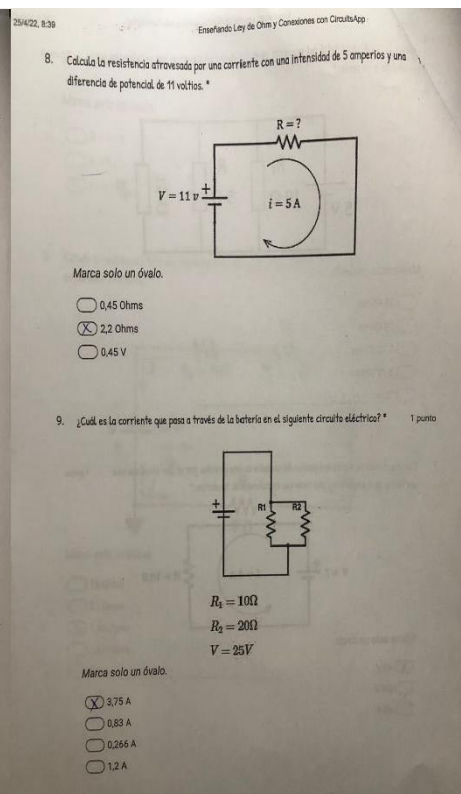 25/4/22, 8:39
Enseñando Ley de Ohm y Conexiones con CircuitsApp
8. Calcula la resistencia atravesada por una corriente con una intensidad de 5 amperios y una
diferencia de potencial de 11 voltios. *
R = ?
V = 11 v
+
i = 5 A
Marca solo un óvalo.
0,45 Ohms
X 2,2 Ohms
0,45 V
9. ¿Cuál es la corriente que pasa a través de la batería en el siguiente circuito eléctrico? * 1 punto
+
R1 R2
R₁ = 10Ω
R₂ = 20Ω
V = 25V
Marca solo un óvalo.
X 3,75 A
0,83 A
0,266 A
1,2 A